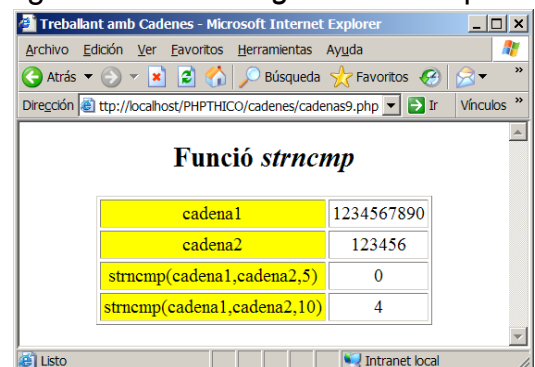 Treballant amb Cadenes - Microsoft Internet Explorer
Archivo Edición Ver Favoritos Herramientas Ayuda
Atrás Búsqueda Favoritos »
Dirección ttp://localhost/PHPTHICO/cadenes/cadenas9.php Ir Vínculos »
Funció strncmp
cadena1 1234567890
cadena2 123456
strncmp(cadena1,cadena2,5) 0
strncmp(cadena1,cadena2,10) 4
Listo Intranet local